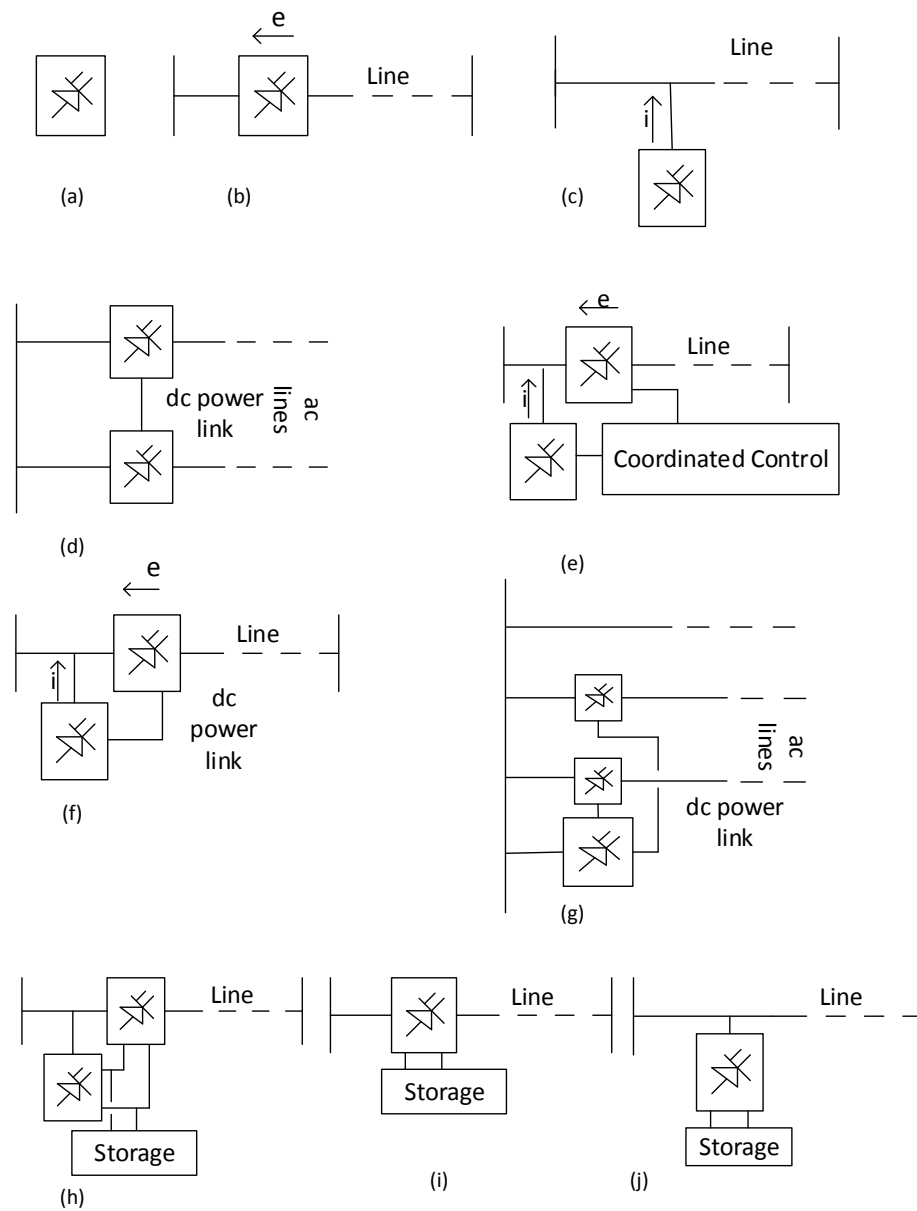 e
Line
(a)
(b)
Line
i
(c)
dc power
link
ac
lines
(d)
e
Line
i
Coordinated Control
(e)
e
Line
i
dc
power
link
(f)
ac
lines
dc power
link
(g)
Line
Storage
(h)
Line
Storage
(i)
Line
Storage
(j)